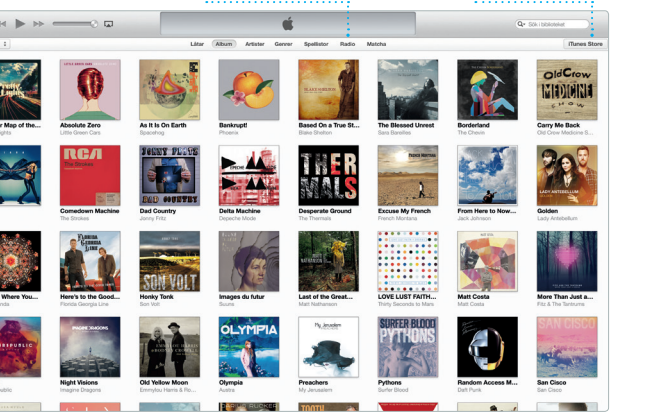 Sök i biblioteket
Låtar Album Artister Genrer Spellistor Radio Matcha iTunes Store
r Map of the... Absolute Zero As It Is On Earth Bankrupt! Based On a True St... The Blessed Unrest Borderland Carry Me Back
ights Little Green Cars Spacehog Phoenix Blake Shelton Sara Bareilles The Chevin Old Crow Medicine S...
Comedown Machine Dad Country Delta Machine Desperate Ground Excuse My French From Here to Now... Golden
The Strokes Jonny Fritz Depeche Mode The Thermals French Montana Jack Johnson Lady Antebellum
Where You... Here's to the Good... Honky Tonk Images du futur Last of the Great... LOVE LUST FAITH... Matt Costa More Than Just a...
Florida Georgia Line Son Volt Suuns Matt Nathanson Thirty Seconds to Mars Matt Costa Fitz & The Tantrums
Night Visions Old Yellow Moon Olympia Preachers Pythons Random Access M... San Cisco
Imagine Dragons Emmylou Harris & Ro... Austra My Jerusalem Surfer Blood Daft Punk San Cisco